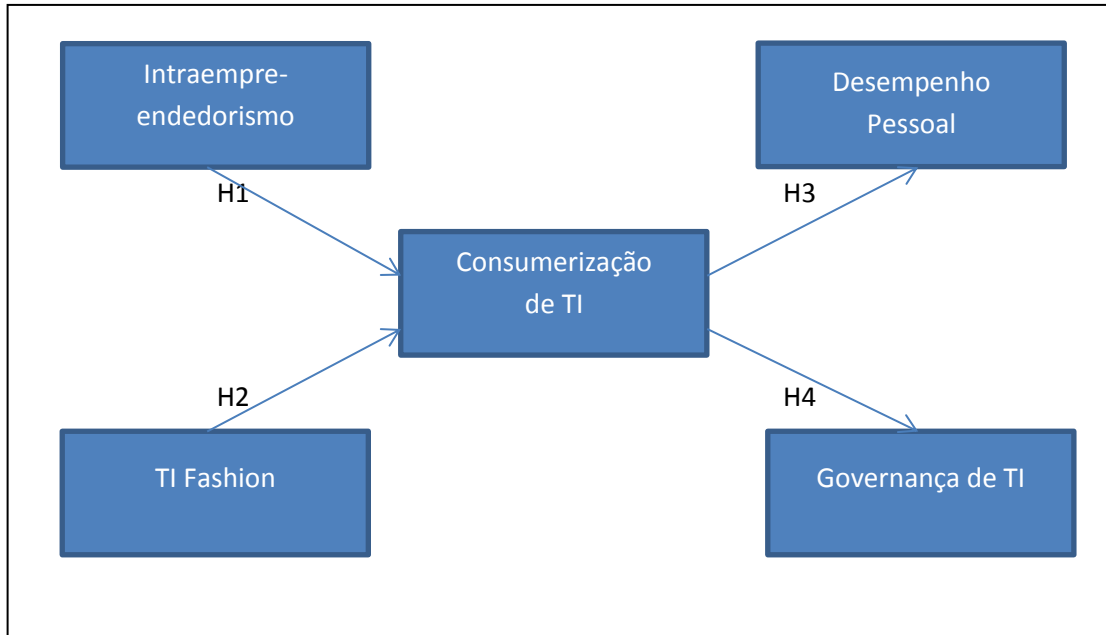 Intraempre-
endedorismo
Desempenho
Pessoal
H1
H3
Consumerização
de TI
H2
H4
TI Fashion
Governança de TI